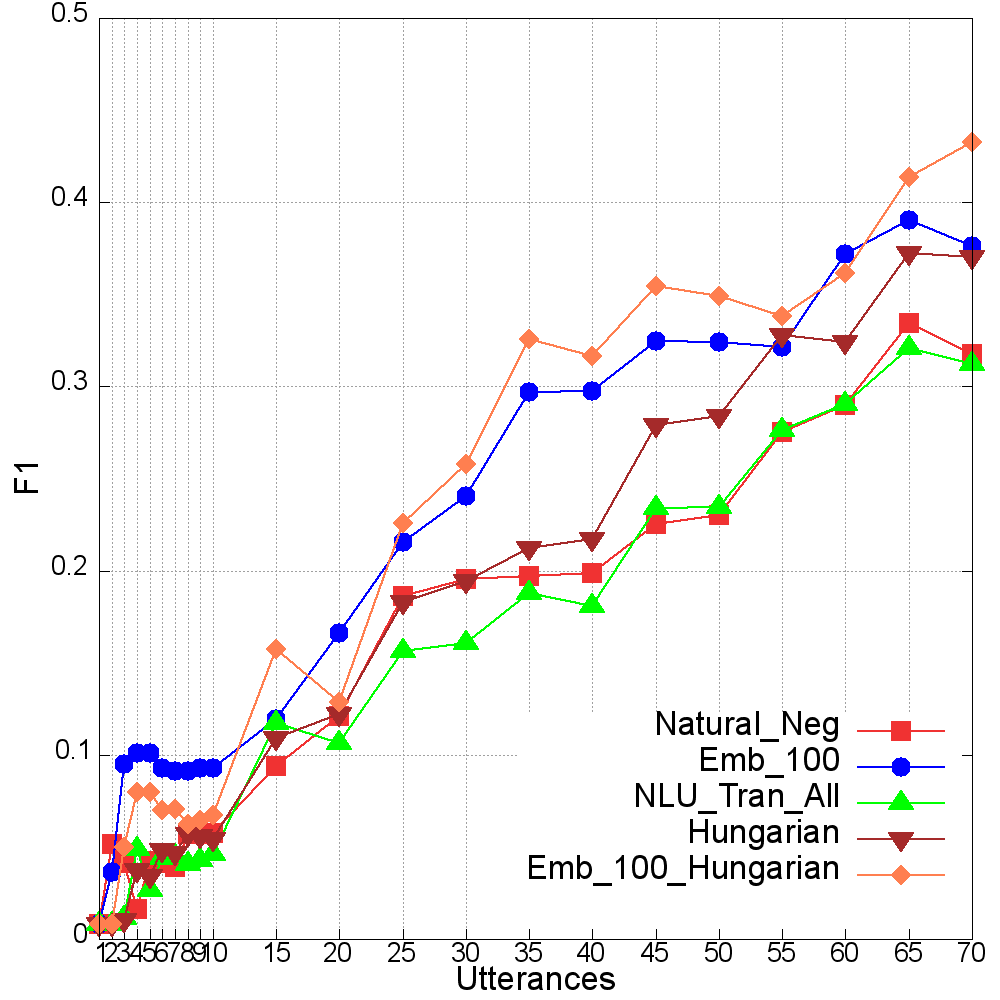 0.5
0.4
0.3
0.2
0.1
0
F1
1 2 3 4 5 6 7 8 9 10 15 20 25 30 35 40 45 50 55 60 65 70
Utterances
Natural_Neg
Emb_100
NLU_Tran_All
Hungarian
Emb_100_Hungarian